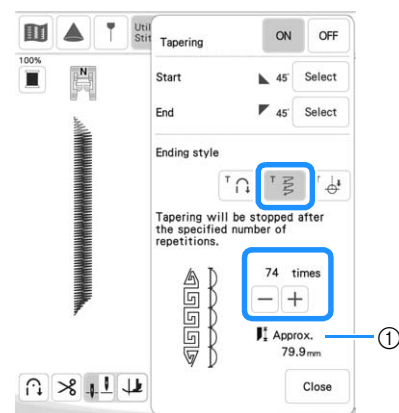 Util
Stit
100%
N
Tapering
ON
OFF
Start
45°
Select
End
45°
Select
Ending style
T
T
T
Tapering will be stopped after
the specified number of
repetitions.
74 times
− +
Approx.
79.9mm
①
Close